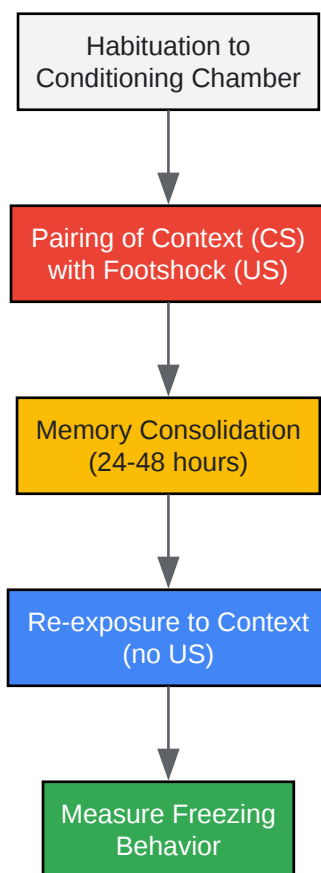 Habituation to
Conditioning Chamber
Pairing of Context (CS)
with Footshock (US)
Memory Consolidation
(24-48 hours)
Re-exposure to Context
(no US)
Measure Freezing
Behavior